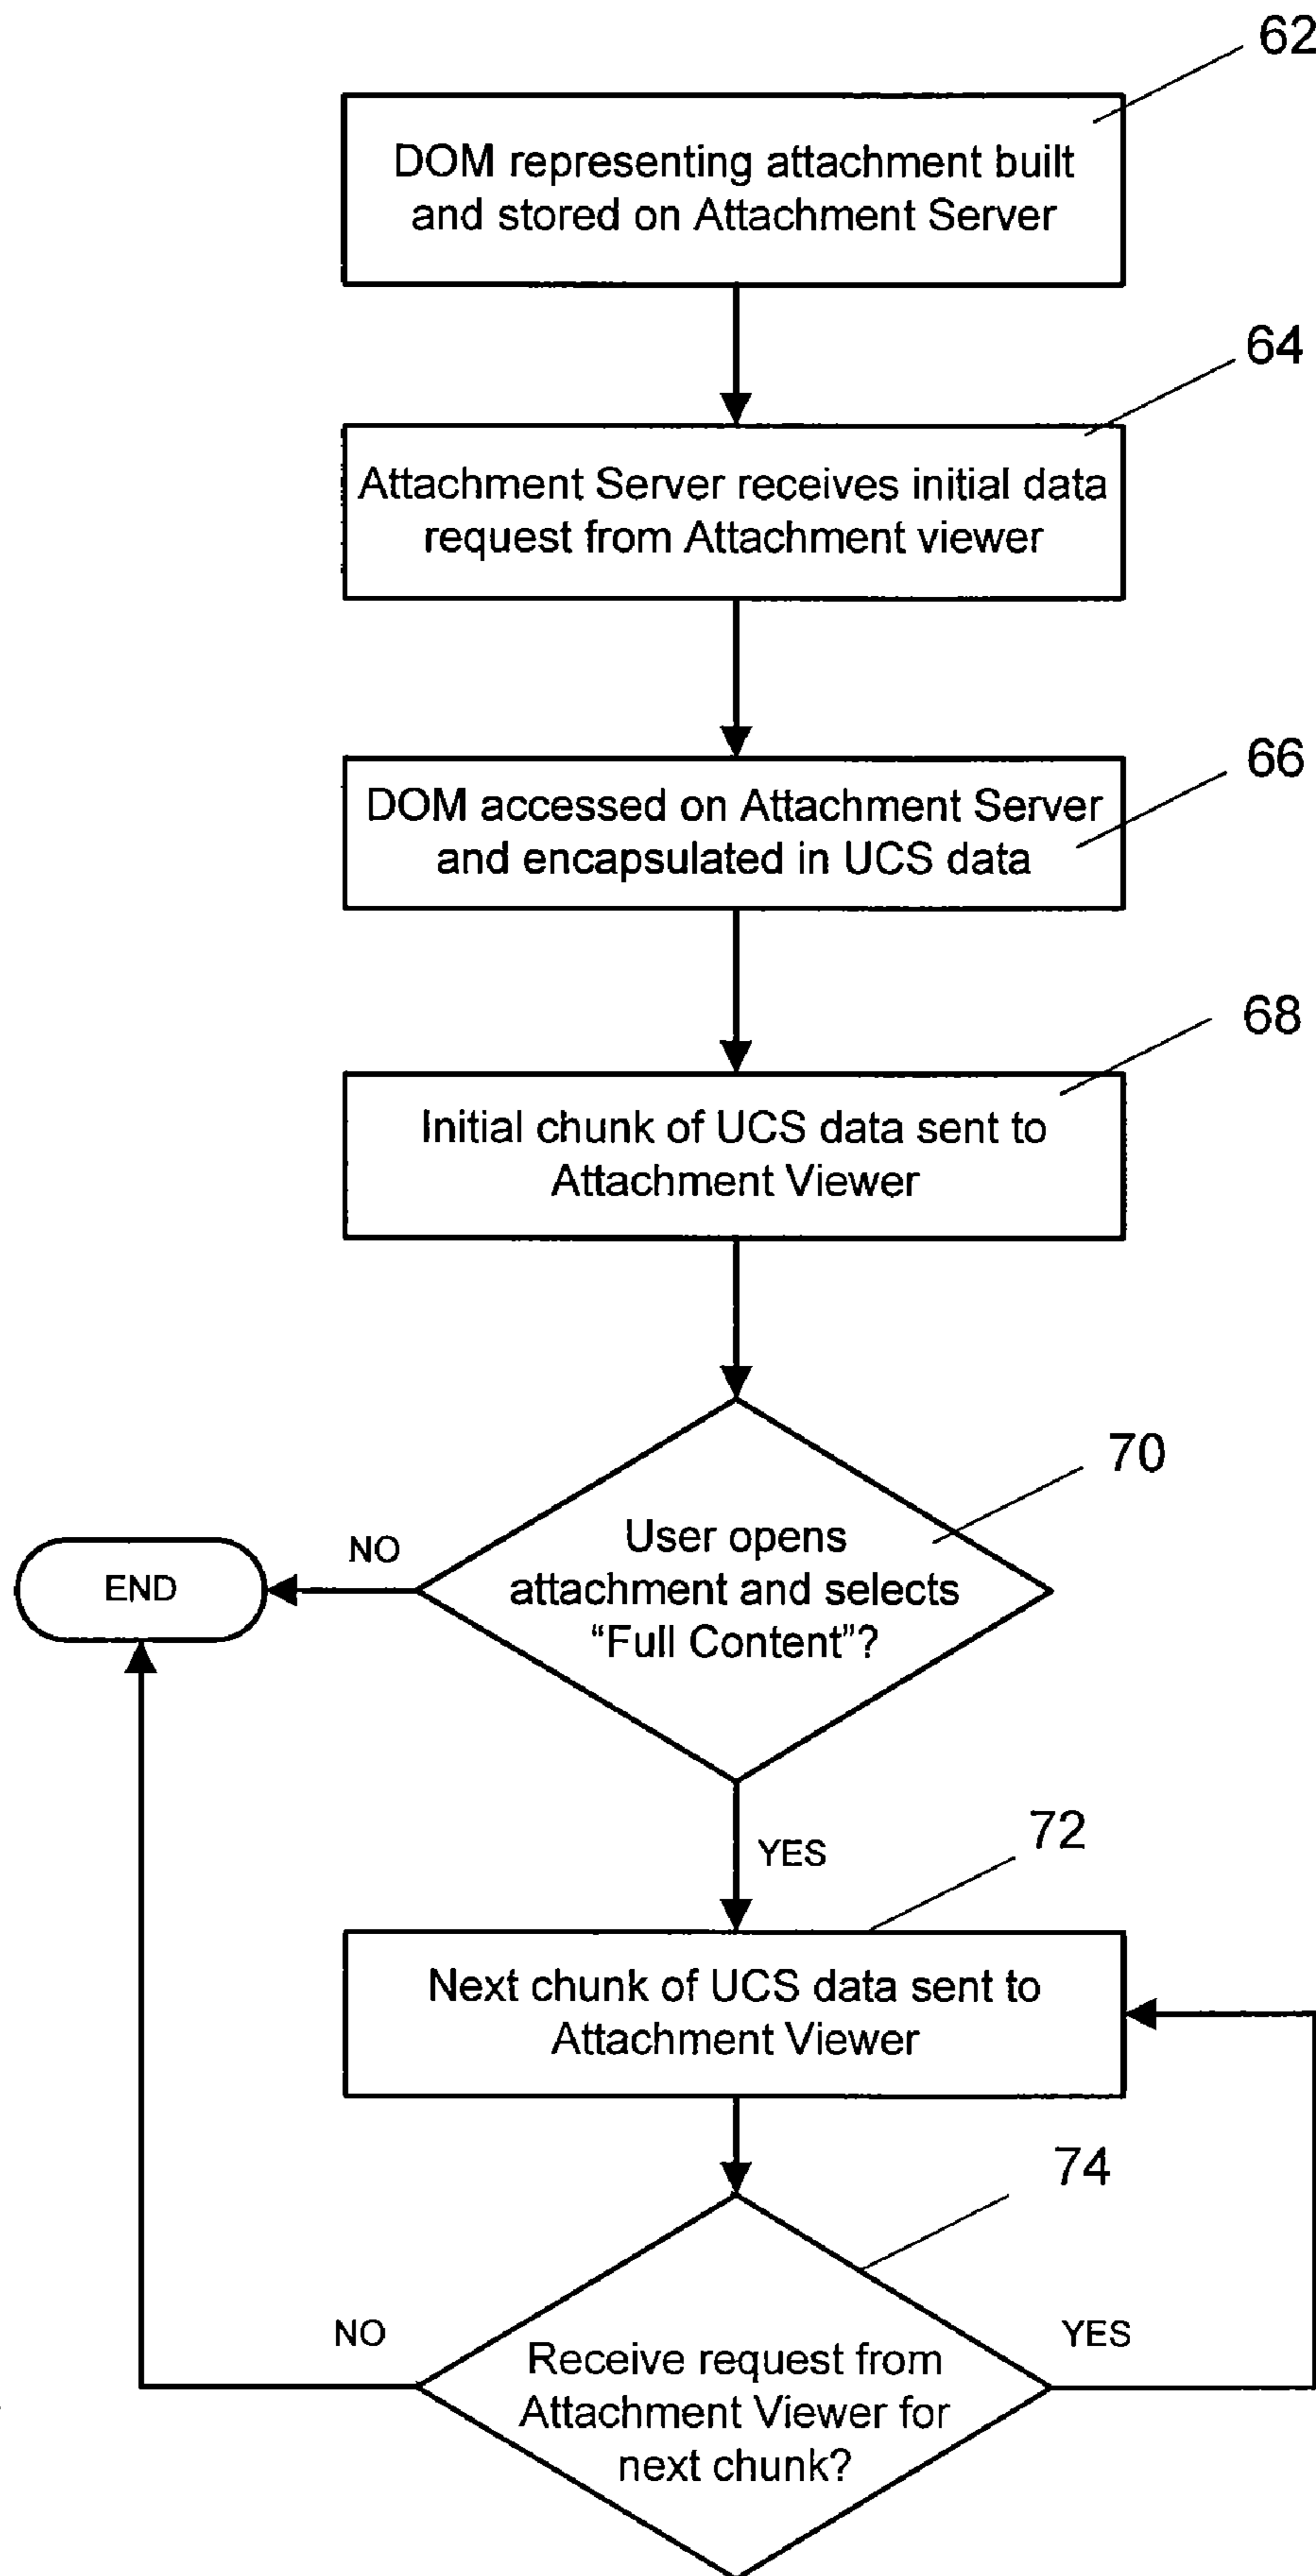 62
DOM representing attachment built
and stored on Attachment Server
64
Attachment Server receives initial data
request from Attachment viewer
66
DOM accessed on Attachment Server
and encapsulated in UCS data
68
Initial chunk of UCS data sent to
Attachment Viewer
70
User opens
attachment and selects
“Full Content”?
NO
END
YES
72
Next chunk of UCS data sent to
Attachment Viewer
74
NO
YES
Receive request from
Attachment Viewer for
next chunk?